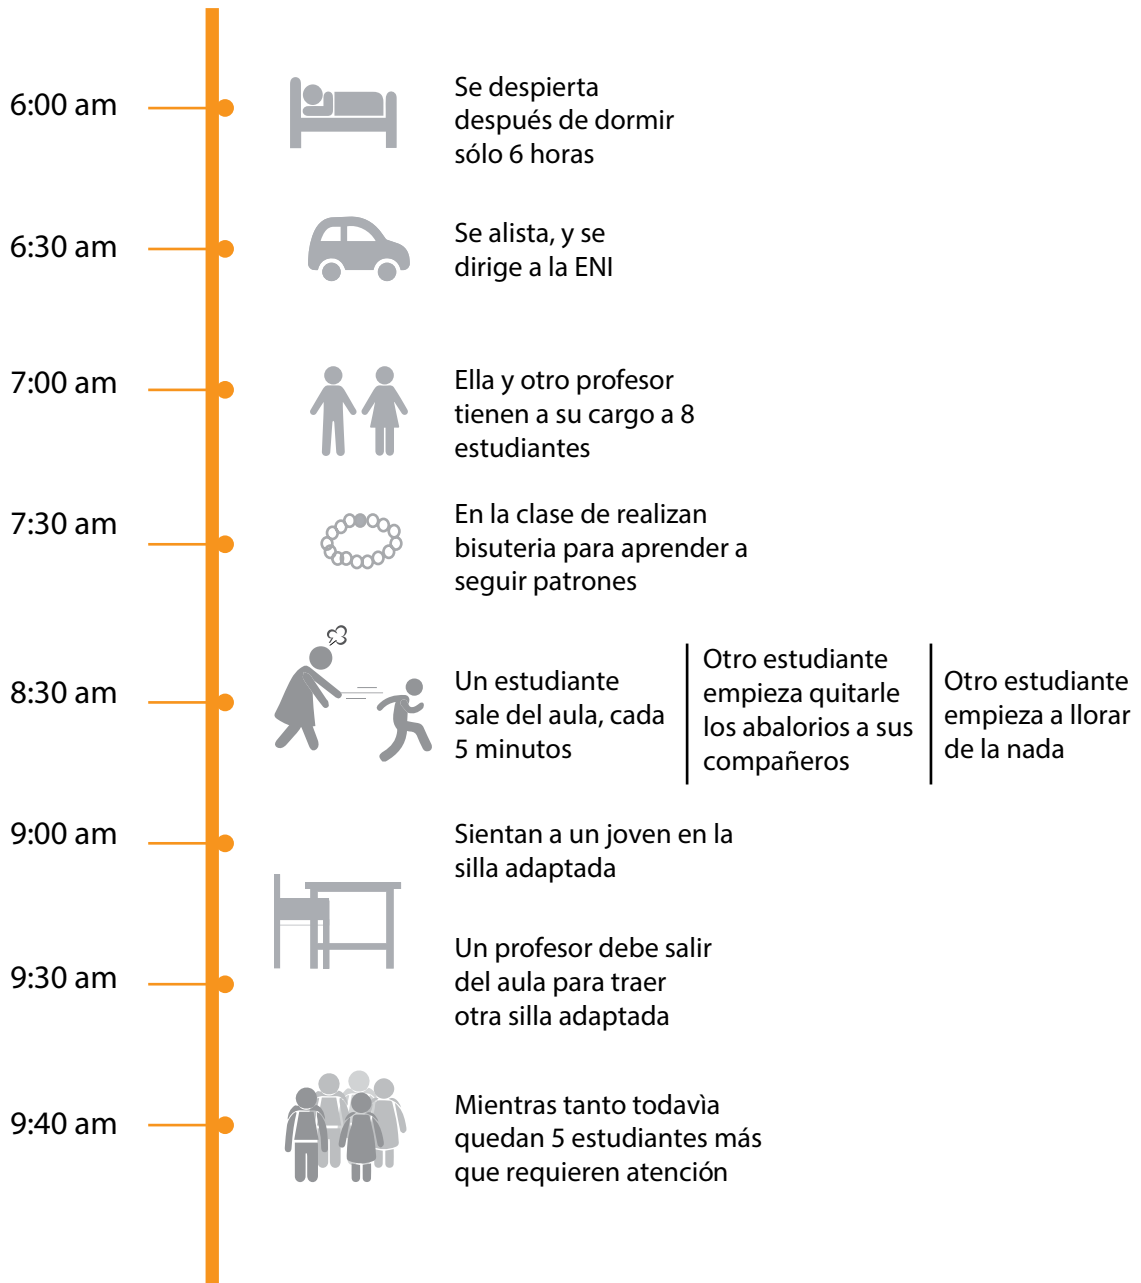 6:00 am
Se despierta
después de dormir
sólo 6 horas
6:30 am
Se alista, y se
dirige a la ENI
7:00 am
Ella y otro profesor
tienen a su cargo a 8
estudiantes
7:30 am
En la clase de realizan
bisuteria para aprender a
seguir patrones
8:30 am
Un estudiante
sale del aula, cada
5 minutos
Otro estudiante
empieza quitarle
los abalorios a sus
compañeros
Otro estudiante
empieza a llorar
de la nada
9:00 am
Sientan a un joven en la
silla adaptada
9:30 am
Un profesor debe salir
del aula para traer
otra silla adaptada
9:40 am
Mientras tanto todavìa
quedan 5 estudiantes más
que requieren atención